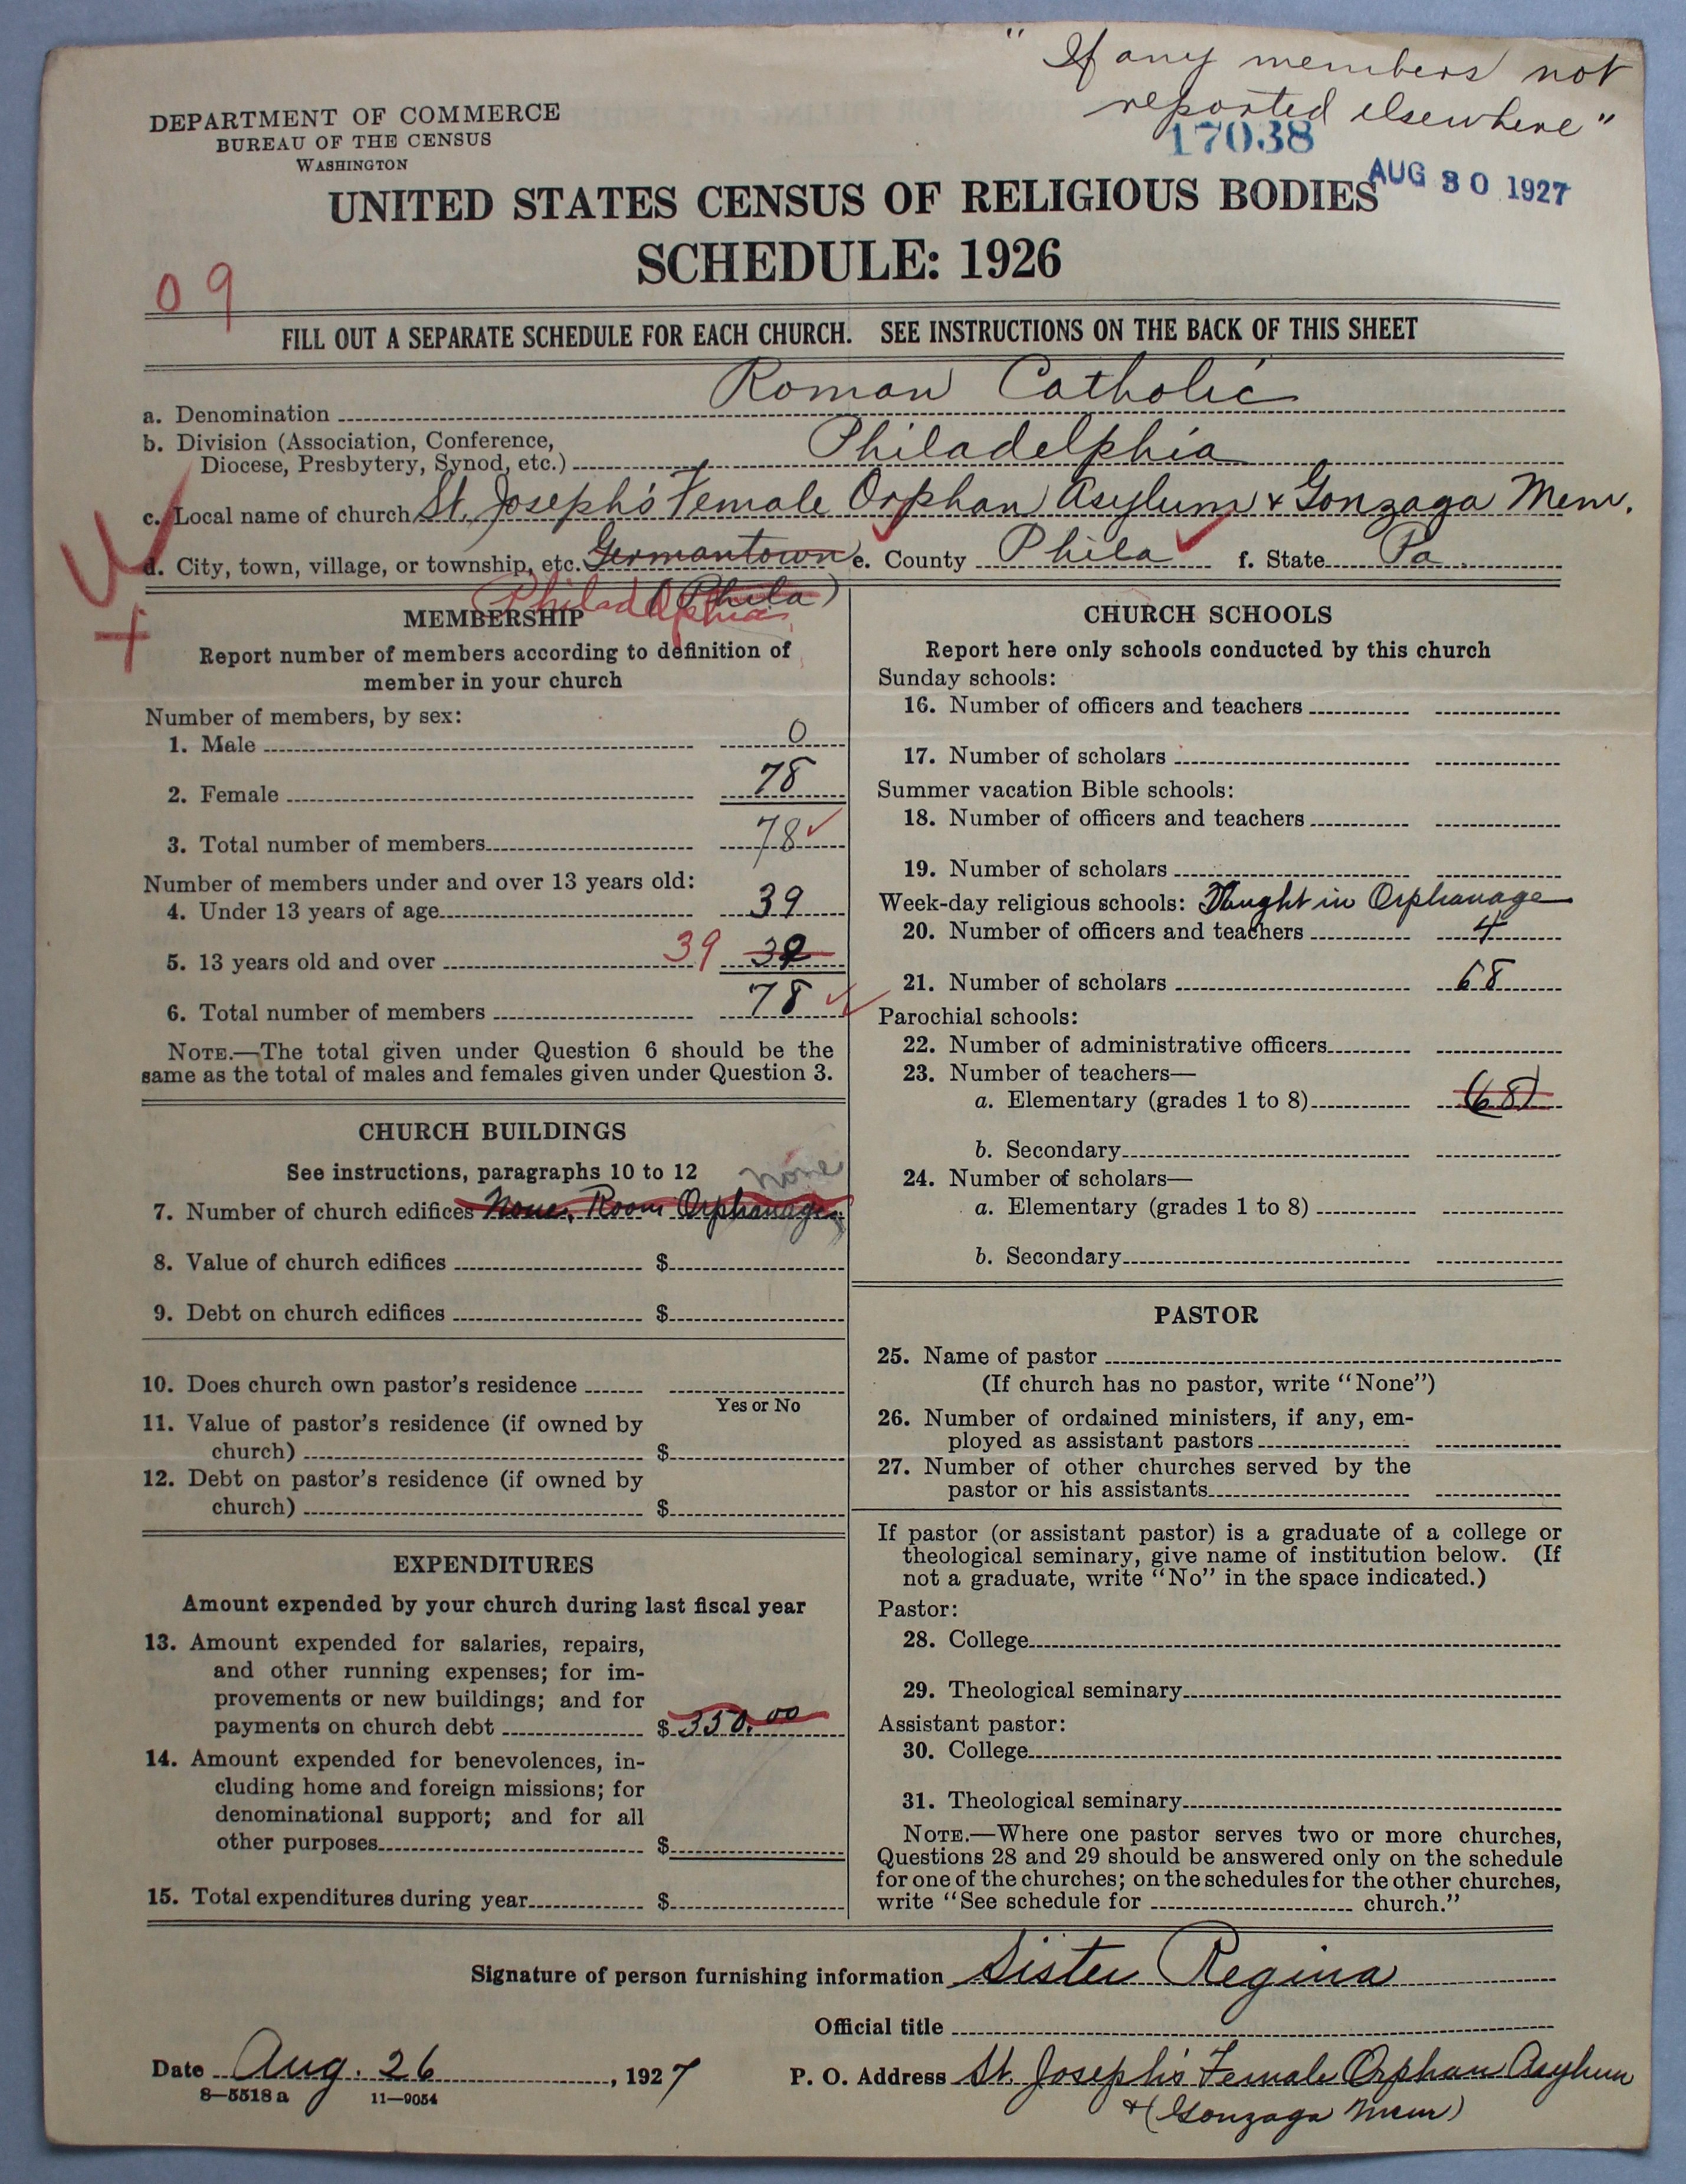 " If any members not
reported elsewhere "
DEPARTMENT OF COMMERCE
BUREAU OF THE CENSUS
WASHINGTON
17038
AUG 30 1927
UNITED STATES CENSUS OF RELIGIOUS BODIES
SCHEDULE: 1926
09
FILL OUT A SEPARATE SCHEDULE FOR EACH CHURCH. SEE INSTRUCTIONS ON THE BACK OF THIS SHEET
a. Denomination Roman Catholic
b. Division (Association, Conference,
Diocese, Presbytery, Synod, etc.) Philadelphia
c. Local name of church St. Joseph's Female Orphan Asylum + Gonzaga Mem.
d. City, town, village, or township, etc. Germantown e. County Phila f. State Pa.
(Phila)
Philadelphia
MEMBERSHIP
Report number of members according to definition of
member in your church
Number of members, by sex:
1. Male 0
2. Female 78
3. Total number of members 78
Number of members under and over 13 years old:
4. Under 13 years of age 39
5. 13 years old and over 39 39
6. Total number of members 78
NOTE.—The total given under Question 6 should be the
same as the total of males and females given under Question 3.
CHURCH BUILDINGS
See instructions, paragraphs 10 to 12
none
7. Number of church edifices None. Room Orphanage
8. Value of church edifices $
9. Debt on church edifices $
10. Does church own pastor's residence
Yes or No
11. Value of pastor's residence (if owned by
church) $
12. Debt on pastor's residence (if owned by
church) $
EXPENDITURES
Amount expended by your church during last fiscal year
13. Amount expended for salaries, repairs,
and other running expenses; for im-
provements or new buildings; and for
payments on church debt $ 350.00
14. Amount expended for benevolences, in-
cluding home and foreign missions; for
denominational support; and for all
other purposes $
15. Total expenditures during year $
CHURCH SCHOOLS
Report here only schools conducted by this church
Sunday schools:
16. Number of officers and teachers
17. Number of scholars
Summer vacation Bible schools:
18. Number of officers and teachers
19. Number of scholars
Week-day religious schools: Taught in Orphanage
20. Number of officers and teachers 4
21. Number of scholars 68
Parochial schools:
22. Number of administrative officers
23. Number of teachers—
a. Elementary (grades 1 to 8) (68)
b. Secondary
24. Number of scholars—
a. Elementary (grades 1 to 8)
b. Secondary
PASTOR
25. Name of pastor
(If church has no pastor, write "None")
26. Number of ordained ministers, if any, em-
ployed as assistant pastors
27. Number of other churches served by the
pastor or his assistants
If pastor (or assistant pastor) is a graduate of a college or
theological seminary, give name of institution below. (If
not a graduate, write "No" in the space indicated.)
Pastor:
28. College
29. Theological seminary
Assistant pastor:
30. College
31. Theological seminary
NOTE.—Where one pastor serves two or more churches,
Questions 28 and 29 should be answered only on the schedule
for one of the churches; on the schedules for the other churches,
write "See schedule for church."
Signature of person furnishing information Sister Regina
Official title
Date Aug. 26, 1927 P. O. Address St. Joseph's Female Orphan Asylum
8—5518a 11—9054
+ (Gonzaga Mem)